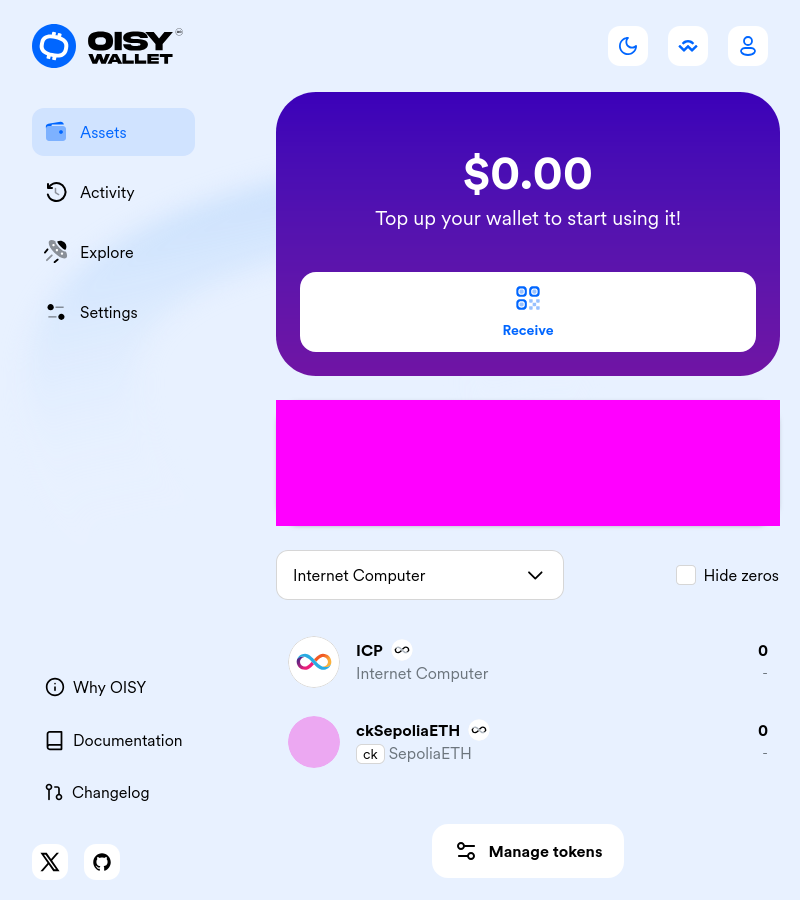 OISY
WALLET
Assets
Activity
Explore
Settings
$0.00
Top up your wallet to start using it!
Receive
Internet Computer
Hide zeros
ICP
0
Internet Computer
-
ckSepoliaETH
0
ck SepoliaETH
-
Why OISY
Documentation
Changelog
Manage tokens